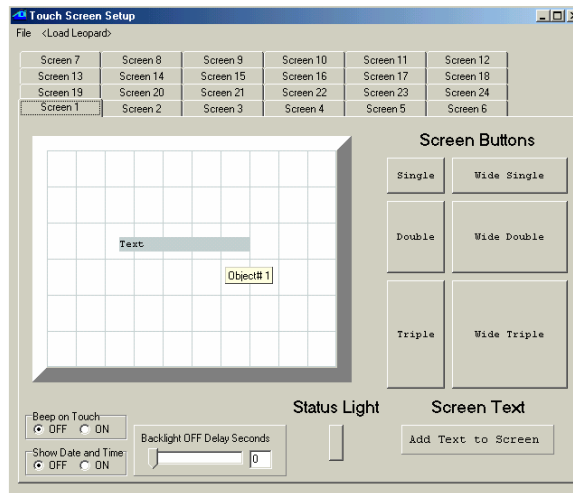 Touch Screen Setup
File <Load Leopard>
Screen 7 Screen 8 Screen 9 Screen 10 Screen 11 Screen 12
Screen 13 Screen 14 Screen 15 Screen 16 Screen 17 Screen 18
Screen 19 Screen 20 Screen 21 Screen 22 Screen 23 Screen 24
Screen 1 Screen 2 Screen 3 Screen 4 Screen 5 Screen 6
Screen Buttons
Single Wide Single
Text
Double Wide Double
Object# 1
Triple Wide Triple
Status Light
Screen Text
Beep on Touch
OFF ON
Backlight OFF Delay Seconds
0
Add Text to Screen
Show Date and Time
OFF ON